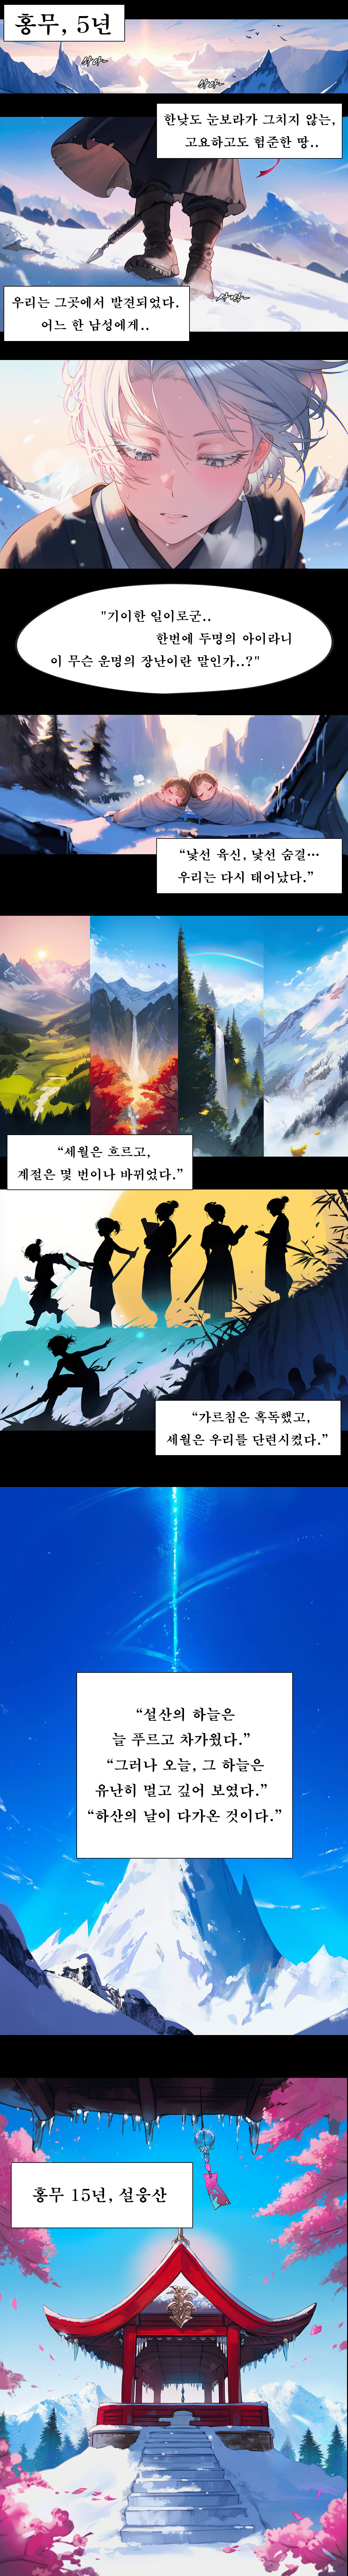 홍무, 5년
사아~
사아~
한낮도 눈보라가 그치지 않는,
고요하고도 험준한 땅..
사박~
우리는 그곳에서 발견되었다.
어느 한 남성에게..
"기이한 일이로군..
한번에 두명의 아이라니
이 무슨 운명의 장난이란 말인가..?"
“낯선 육신, 낯선 숨결…
우리는 다시 태어났다.”
“세월은 흐르고,
계절은 몇 번이나 바뀌었다.”
“가르침은 혹독했고,
세월은 우리를 단련시켰다.”
“설산의 하늘은
늘 푸르고 차가웠다.”
“그러나 오늘, 그 하늘은
유난히 멀고 깊어 보였다.”
“하산의 날이 다가온 것이다.”
홍무 15년, 설웅산